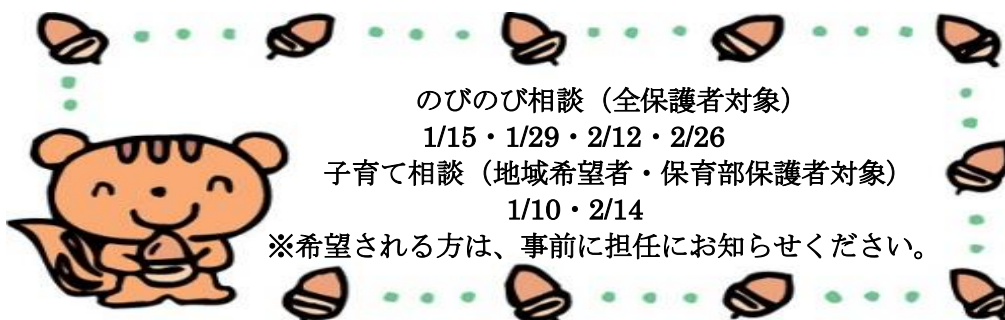 のびのび相談（全保護者対象）
1/15・1/29・2/12・2/26
子育て相談（地域希望者・保育部保護者対象）
1/10・2/14
※希望される方は、事前に担任にお知らせください。